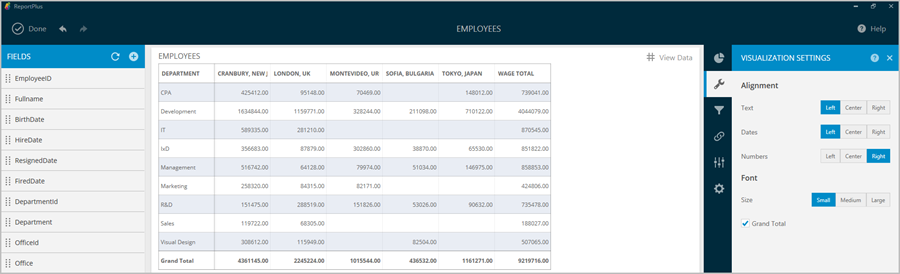 ReportPlus
Done
EMPLOYEES
Help
FIELDS
EmployeeID
Fullname
BirthDate
HireDate
ResignedDate
FiredDate
DepartmentId
Department
OfficeId
Office
EMPLOYEES
View Data
DEPARTMENT CRANBURY, NEW J LONDON, UK MONTEVIDEO, UR SOFIA, BULGARIA TOKYO, JAPAN WAGE TOTAL
CPA 425412.00 95148.00 70469.00 148012.00 739041.00
Development 1634844.00 1159771.00 328244.00 211098.00 710122.00 4044079.00
IT 589335.00 281210.00 870545.00
IxD 356683.00 87879.00 302860.00 38870.00 65530.00 851822.00
Management 516742.00 64128.00 79974.00 51034.00 146975.00 858853.00
Marketing 258320.00 84315.00 82171.00 424806.00
R&D 151475.00 288519.00 151826.00 53026.00 90632.00 735478.00
Sales 119722.00 68305.00 188027.00
Visual Design 308612.00 115949.00 82504.00 507065.00
Grand Total 4361145.00 2245224.00 1015544.00 436532.00 1161271.00 9219716.00
VISUALIZATION SETTINGS
Alignment
Text Left Center Right
Dates Left Center Right
Numbers Left Center Right
Font
Size Small Medium Large
Grand Total